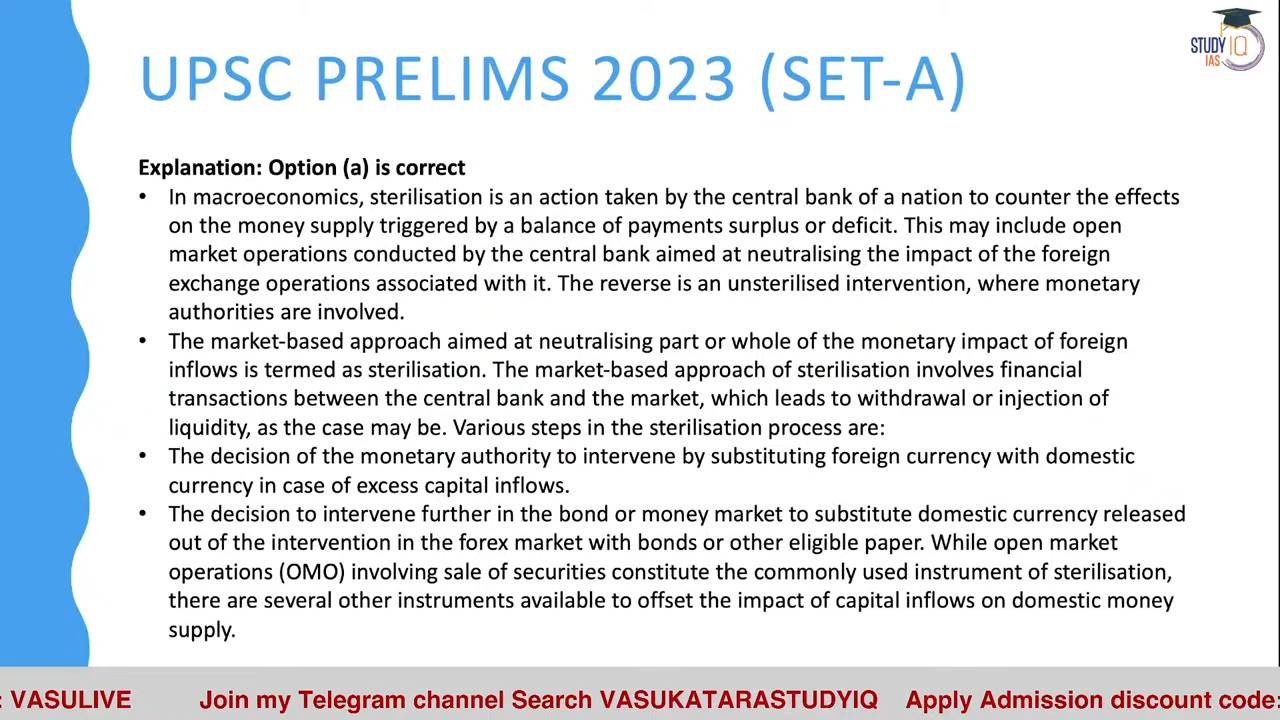 STUDY IQ
IAS
UPSC PRELIMS 2023 (SET-A)
Explanation: Option (a) is correct
• In macroeconomics, sterilisation is an action taken by the central bank of a nation to counter the effects
on the money supply triggered by a balance of payments surplus or deficit. This may include open
market operations conducted by the central bank aimed at neutralising the impact of the foreign
exchange operations associated with it. The reverse is an unsterilised intervention, where monetary
authorities are involved.
• The market-based approach aimed at neutralising part or whole of the monetary impact of foreign
inflows is termed as sterilisation. The market-based approach of sterilisation involves financial
transactions between the central bank and the market, which leads to withdrawal or injection of
liquidity, as the case may be. Various steps in the sterilisation process are:
• The decision of the monetary authority to intervene by substituting foreign currency with domestic
currency in case of excess capital inflows.
• The decision to intervene further in the bond or money market to substitute domestic currency released
out of the intervention in the forex market with bonds or other eligible paper. While open market
operations (OMO) involving sale of securities constitute the commonly used instrument of sterilisation,
there are several other instruments available to offset the impact of capital inflows on domestic money
supply.
: VASULIVE Join my Telegram channel Search VASUKATARASTUDYIQ Apply Admission discount code: